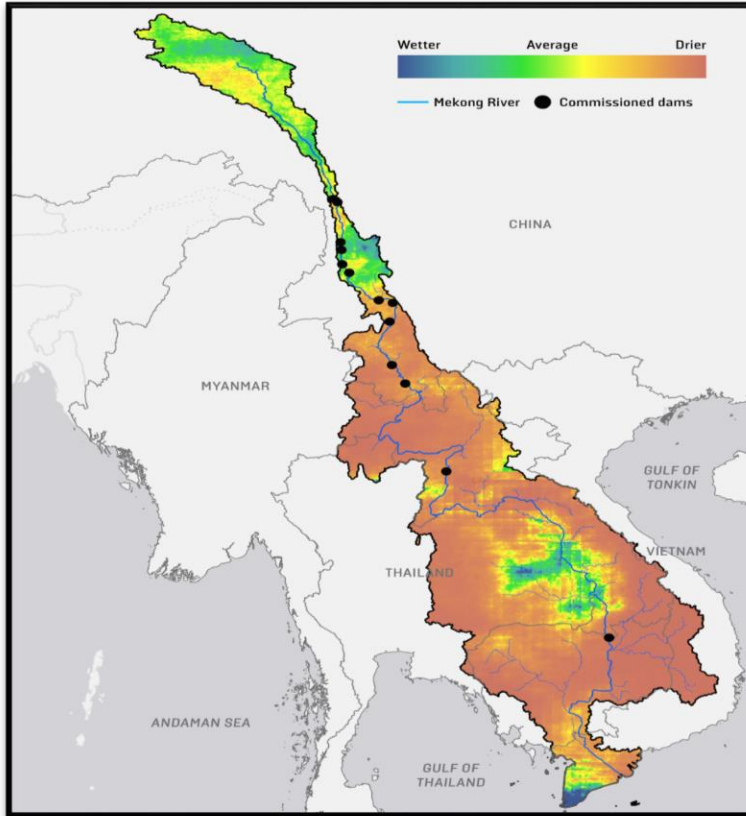 Wetter Average Drier
Mekong River Commissioned dams
CHINA
MYANMAR
GULF OF
TONKIN
VIETNAM
THAILAND
ANDAMAN SEA
GULF OF
THAILAND